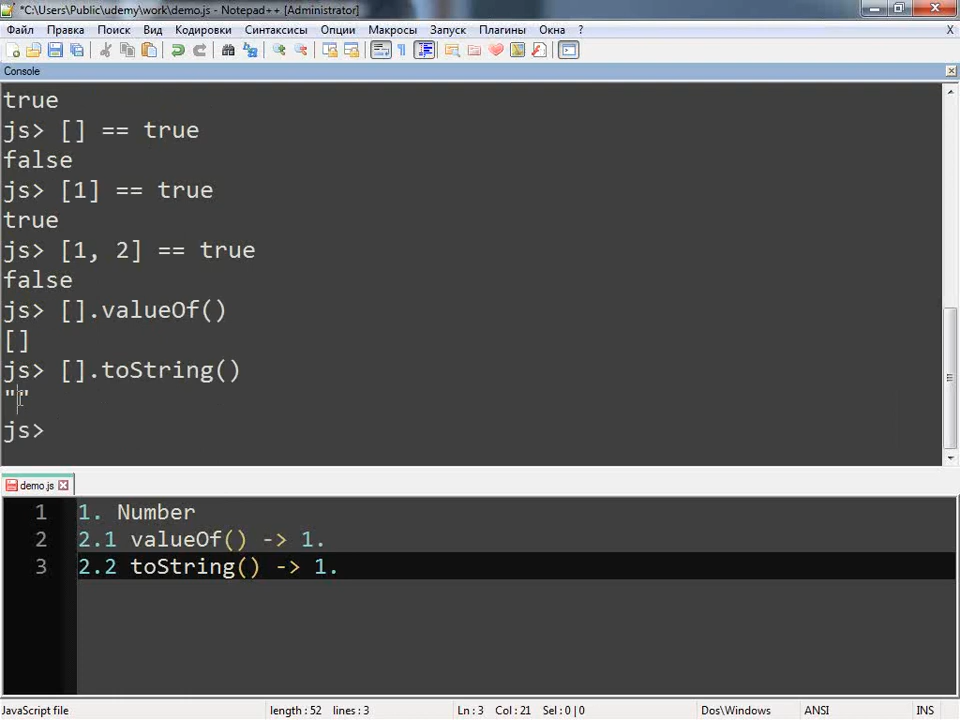 *C:\Users\Public\udemy\work\demo.js - Notepad++ [Administrator]
Файл Правка Поиск Вид Кодировки Синтаксисы Опции Макросы Запуск Плагины Окна ? X
Console
true
js> [] == true
false
js> [1] == true
true
js> [1, 2] == true
false
js> [].valueOf()
[]
js> [].toString()
""
js>
demo.js
1 1. Number
2 2.1 valueOf() -> 1.
3 2.2 toString() -> 1.
JavaScript file length : 52 lines : 3 Ln : 3 Col : 21 Sel : 0 | 0 Dos\Windows ANSI INS